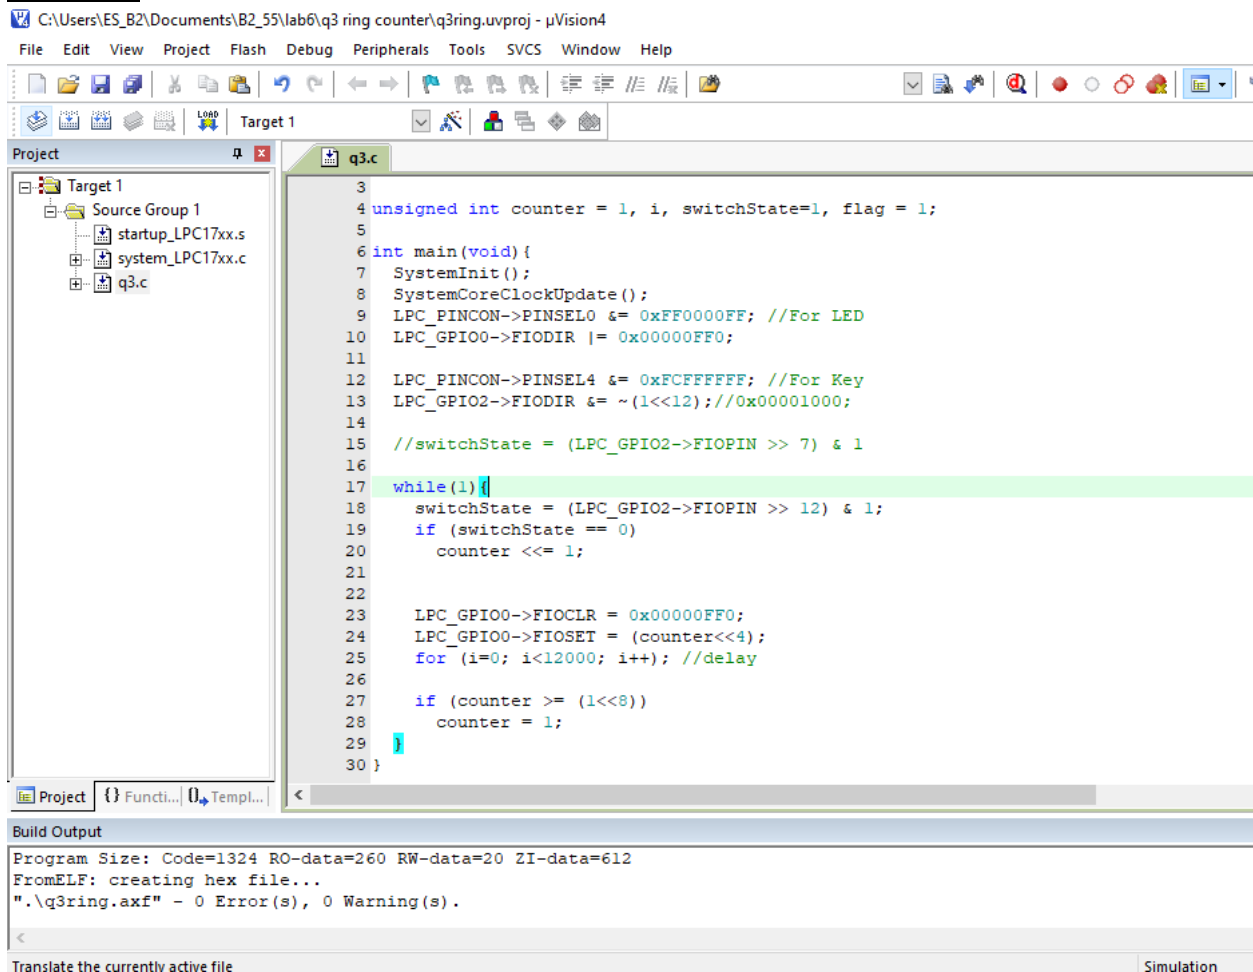 C:\Users\ES_B2\Documents\B2_55\lab6\q3 ring counter\q3ring.uvproj - µVision4
File Edit View Project Flash Debug Peripherals Tools SVCS Window Help
LOAD Target 1
Project
q3.c
Target 1
Source Group 1
startup_LPC17xx.s
system_LPC17xx.c
q3.c
3
4 unsigned int counter = 1, i, switchState=1, flag = 1;
5
6 int main(void){
7 SystemInit();
8 SystemCoreClockUpdate();
9 LPC_PINCON->PINSEL0 &= 0xFF0000FF; //For LED
10 LPC_GPIO0->FIODIR |= 0x00000FF0;
11
12 LPC_PINCON->PINSEL4 &= 0xFCFFFFFF; //For Key
13 LPC_GPIO2->FIODIR &= ~(1<<12);//0x00001000;
14
15 //switchState = (LPC_GPIO2->FIOPIN >> 7) & 1
16
17 while(1){
18 switchState = (LPC_GPIO2->FIOPIN >> 12) & 1;
19 if (switchState == 0)
20 counter <<= 1;
21
22
23 LPC_GPIO0->FIOCLR = 0x00000FF0;
24 LPC_GPIO0->FIOSET = (counter<<4);
25 for (i=0; i<12000; i++); //delay
26
27 if (counter >= (1<<8))
28 counter = 1;
29 }
30 }
Project {} Functi... 0 Templ...
Build Output
Program Size: Code=1324 RO-data=260 RW-data=20 ZI-data=612
FromELF: creating hex file...
".\q3ring.axf" - 0 Error(s), 0 Warning(s).
Translate the currently active file Simulation